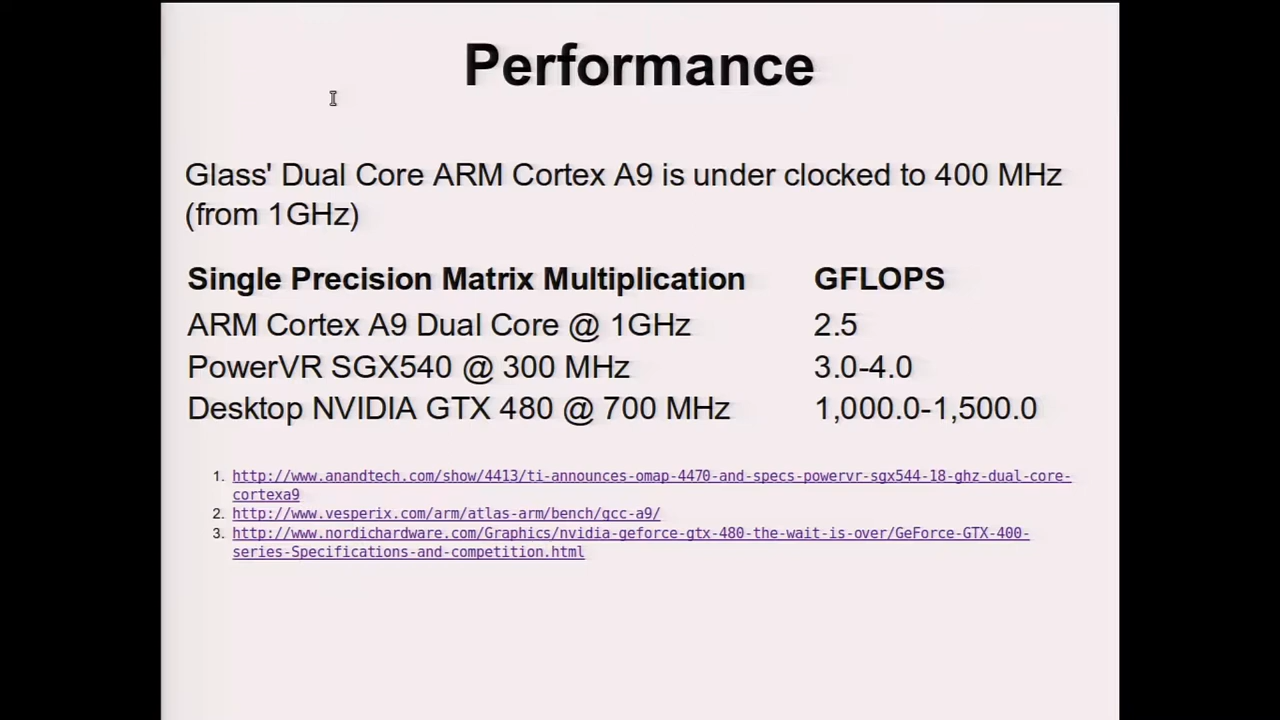 Performance
Glass' Dual Core ARM Cortex A9 is under clocked to 400 MHz
(from 1GHz)
Single Precision Matrix Multiplication GFLOPS
ARM Cortex A9 Dual Core @ 1GHz 2.5
PowerVR SGX540 @ 300 MHz 3.0-4.0
Desktop NVIDIA GTX 480 @ 700 MHz 1,000.0-1,500.0
1. http://www.anandtech.com/show/4413/ti-announces-omap-4470-and-specs-powervr-sgx544-18-ghz-dual-core-
cortexa9
2. http://www.vesperix.com/arm/atlas-arm/bench/gcc-a9/
3. http://www.nordichardware.com/Graphics/nvidia-geforce-gtx-480-the-wait-is-over/GeForce-GTX-400-
series-Specifications-and-competition.html